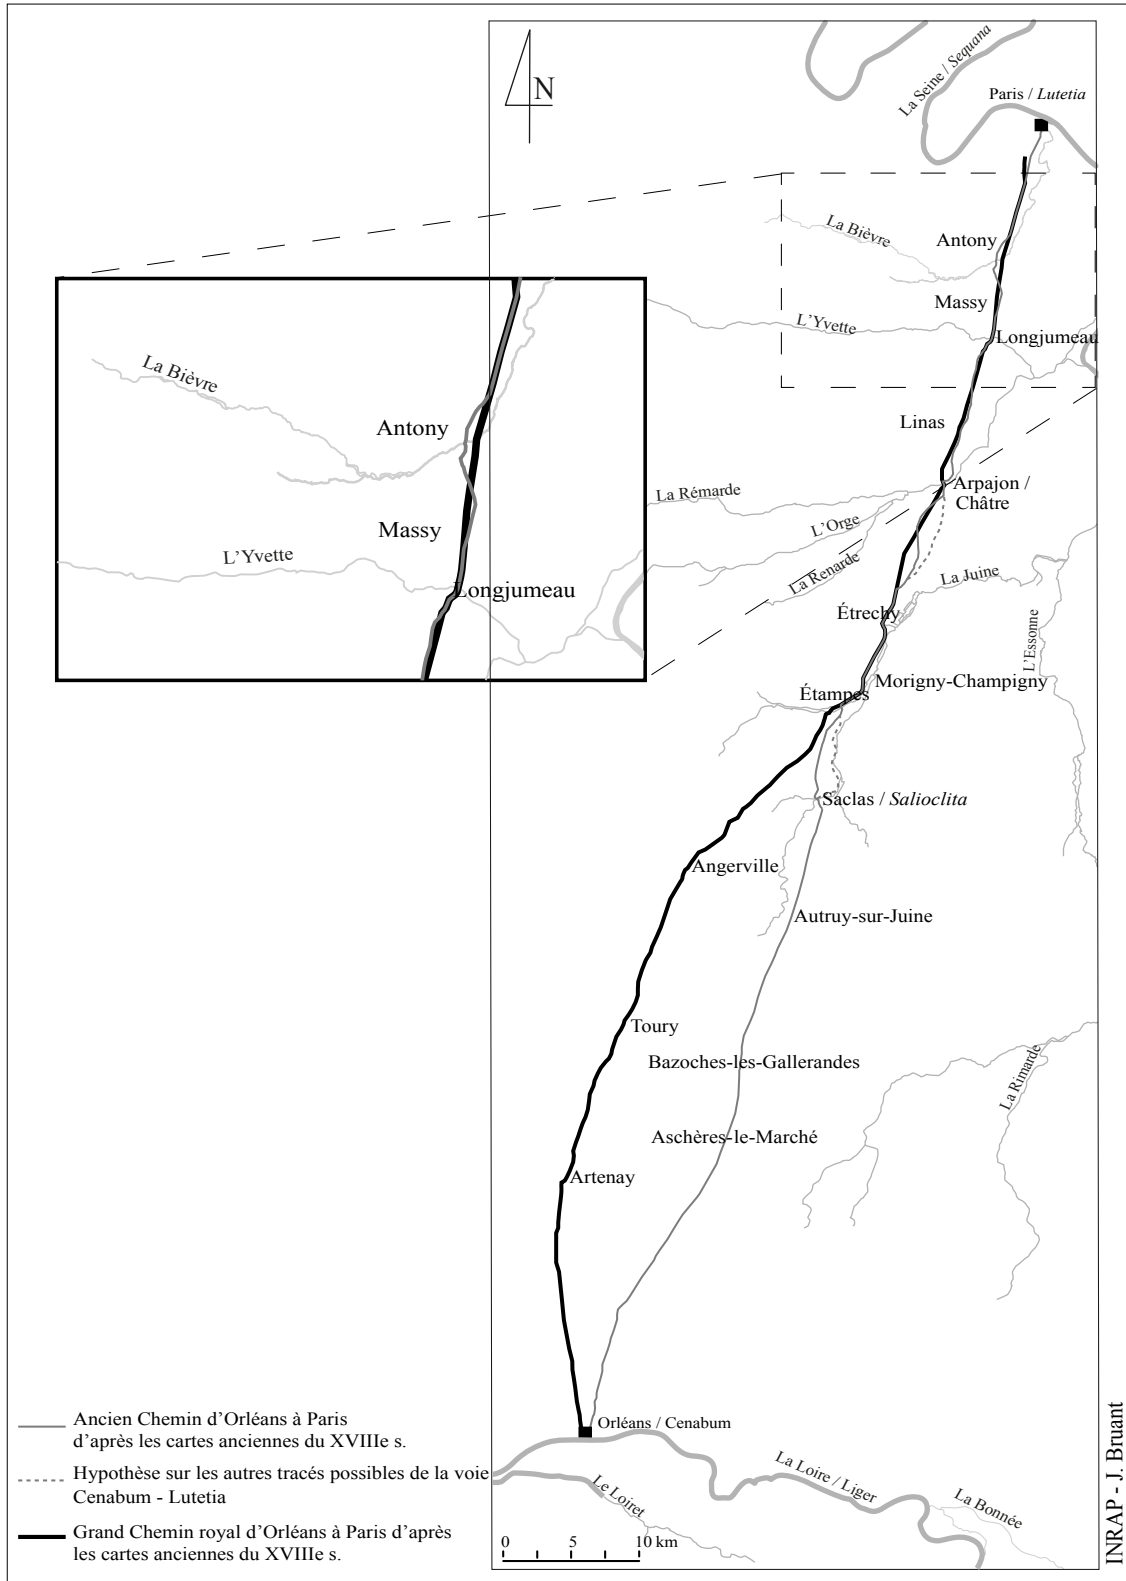 N
La Seine / Sequana
Paris / Lutetia
La Bièvre
Antony
Massy
L'Yvette
Longjumeau
La Bièvre
Antony
Massy
L'Yvette
Longjumeau
Linas
La Rémarde
Arpajon /
Châtre
L'Orge
La Renarde
La Juine
Étrechy
L'Essonne
Morigny-Champigny
Étampes
Saclas / Salioclita
Angerville
Autruy-sur-Juine
Toury
Bazoches-les-Gallerandes
La Rimarde
Aschères-le-Marché
Artenay
Orléans / Cenabum
La Loire / Liger
Le Loiret
La Bonnée
0 5 10 km
Ancien Chemin d'Orléans à Paris
d'après les cartes anciennes du XVIIIe s.
Hypothèse sur les autres tracés possibles de la voie
Cenabum - Lutetia
Grand Chemin royal d'Orléans à Paris d'après
les cartes anciennes du XVIIIe s.
INRAP - J. Bruant